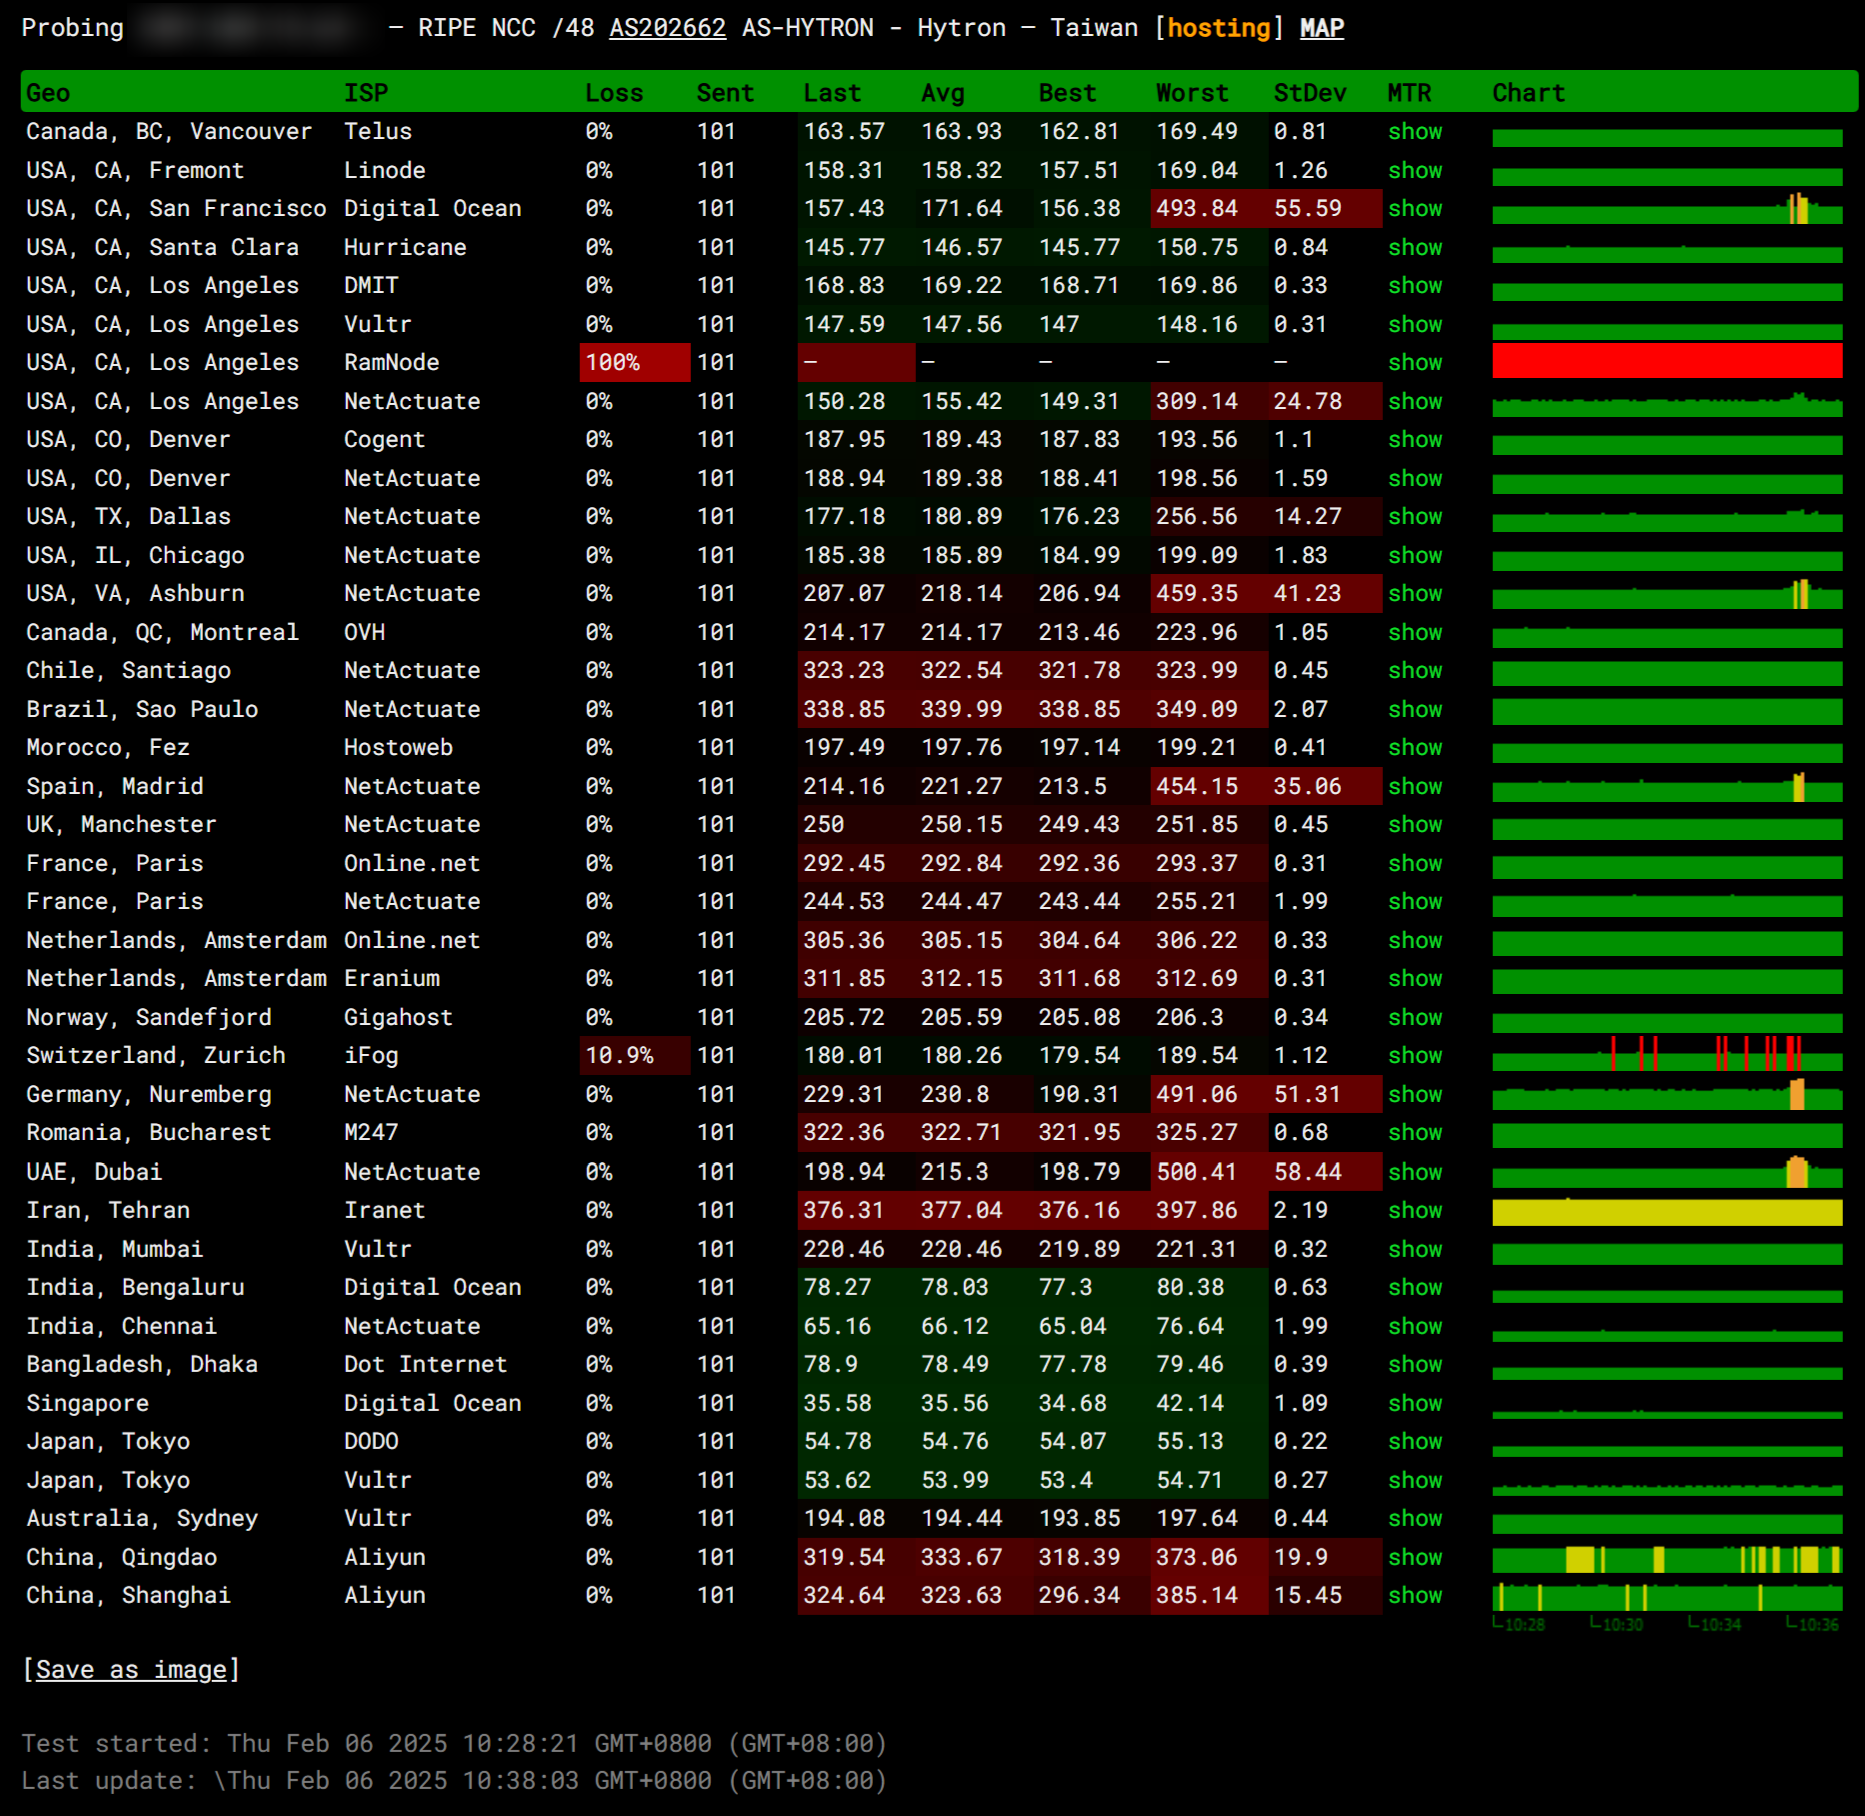 Probing — RIPE NCC /48 AS202662 AS-HYTRON - Hytron — Taiwan [hosting] MAP
Geo ISP Loss Sent Last Avg Best Worst StDev MTR Chart
Canada, BC, Vancouver Telus 0% 101 163.57 163.93 162.81 169.49 0.81 show
USA, CA, Fremont Linode 0% 101 158.31 158.32 157.51 169.04 1.26 show
USA, CA, San Francisco Digital Ocean 0% 101 157.43 171.64 156.38 493.84 55.59 show
USA, CA, Santa Clara Hurricane 0% 101 145.77 146.57 145.77 150.75 0.84 show
USA, CA, Los Angeles DMIT 0% 101 168.83 169.22 168.71 169.86 0.33 show
USA, CA, Los Angeles Vultr 0% 101 147.59 147.56 147 148.16 0.31 show
USA, CA, Los Angeles RamNode 100% 101 — — — — — show
USA, CA, Los Angeles NetActuate 0% 101 150.28 155.42 149.31 309.14 24.78 show
USA, CO, Denver Cogent 0% 101 187.95 189.43 187.83 193.56 1.1 show
USA, CO, Denver NetActuate 0% 101 188.94 189.38 188.41 198.56 1.59 show
USA, TX, Dallas NetActuate 0% 101 177.18 180.89 176.23 256.56 14.27 show
USA, IL, Chicago NetActuate 0% 101 185.38 185.89 184.99 199.09 1.83 show
USA, VA, Ashburn NetActuate 0% 101 207.07 218.14 206.94 459.35 41.23 show
Canada, QC, Montreal OVH 0% 101 214.17 214.17 213.46 223.96 1.05 show
Chile, Santiago NetActuate 0% 101 323.23 322.54 321.78 323.99 0.45 show
Brazil, Sao Paulo NetActuate 0% 101 338.85 339.99 338.85 349.09 2.07 show
Morocco, Fez Hostoweb 0% 101 197.49 197.76 197.14 199.21 0.41 show
Spain, Madrid NetActuate 0% 101 214.16 221.27 213.5 454.15 35.06 show
UK, Manchester NetActuate 0% 101 250 250.15 249.43 251.85 0.45 show
France, Paris Online.net 0% 101 292.45 292.84 292.36 293.37 0.31 show
France, Paris NetActuate 0% 101 244.53 244.47 243.44 255.21 1.99 show
Netherlands, Amsterdam Online.net 0% 101 305.36 305.15 304.64 306.22 0.33 show
Netherlands, Amsterdam Eranium 0% 101 311.85 312.15 311.68 312.69 0.31 show
Norway, Sandefjord Gigahost 0% 101 205.72 205.59 205.08 206.3 0.34 show
Switzerland, Zurich iFog 10.9% 101 180.01 180.26 179.54 189.54 1.12 show
Germany, Nuremberg NetActuate 0% 101 229.31 230.8 190.31 491.06 51.31 show
Romania, Bucharest M247 0% 101 322.36 322.71 321.95 325.27 0.68 show
UAE, Dubai NetActuate 0% 101 198.94 215.3 198.79 500.41 58.44 show
Iran, Tehran Iranet 0% 101 376.31 377.04 376.16 397.86 2.19 show
India, Mumbai Vultr 0% 101 220.46 220.46 219.89 221.31 0.32 show
India, Bengaluru Digital Ocean 0% 101 78.27 78.03 77.3 80.38 0.63 show
India, Chennai NetActuate 0% 101 65.16 66.12 65.04 76.64 1.99 show
Bangladesh, Dhaka Dot Internet 0% 101 78.9 78.49 77.78 79.46 0.39 show
Singapore Digital Ocean 0% 101 35.58 35.56 34.68 42.14 1.09 show
Japan, Tokyo DODO 0% 101 54.78 54.76 54.07 55.13 0.22 show
Japan, Tokyo Vultr 0% 101 53.62 53.99 53.4 54.71 0.27 show
Australia, Sydney Vultr 0% 101 194.08 194.44 193.85 197.64 0.44 show
China, Qingdao Aliyun 0% 101 319.54 333.67 318.39 373.06 19.9 show
China, Shanghai Aliyun 0% 101 324.64 323.63 296.34 385.14 15.45 show
10:28 10:30 10:34 10:36
[Save as image]
Test started: Thu Feb 06 2025 10:28:21 GMT+0800 (GMT+08:00)
Last update: \Thu Feb 06 2025 10:38:03 GMT+0800 (GMT+08:00)